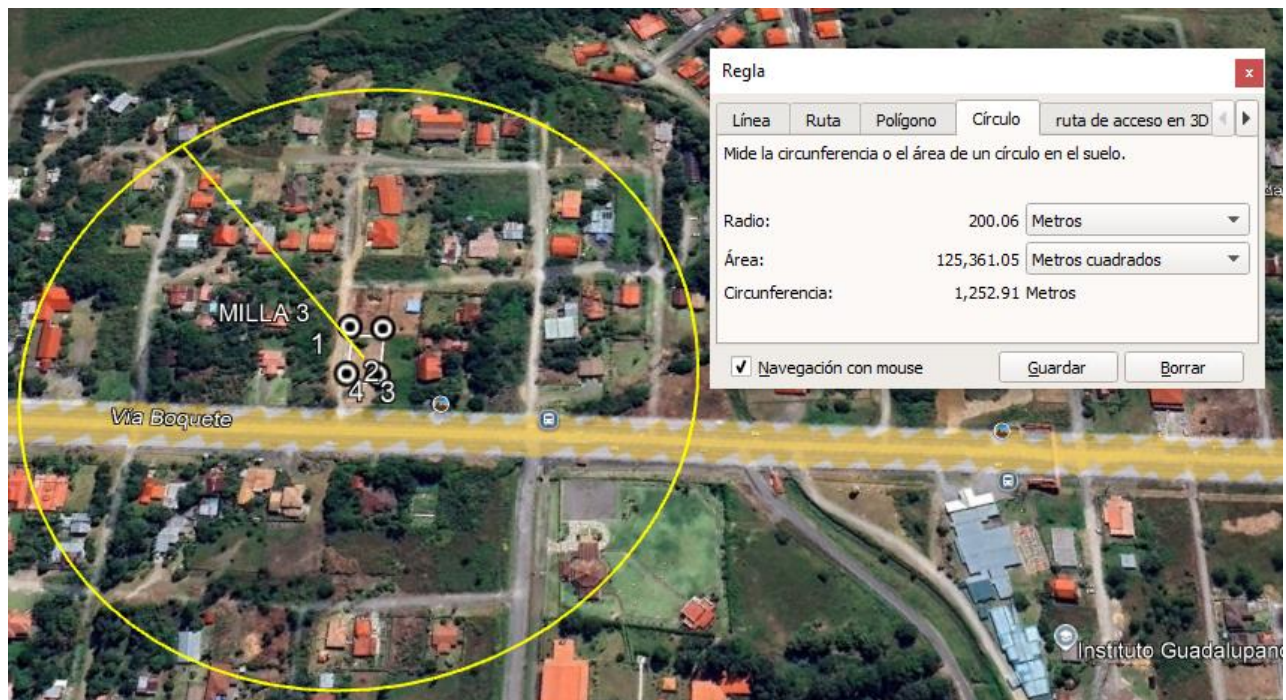 Regla
x
Línea
Ruta
Polígono
Círculo
ruta de acceso en 3D
Mide la circunferencia o el área de un círculo en el suelo.
Radio:
200.06
Metros
Área:
125,361.05
Metros cuadrados
Circunferencia:
1,252.91 Metros
Navegación con mouse
Guardar
Borrar
MILLA 3
1
2
4
3
Vía Boquete
Instituto Guadalupano